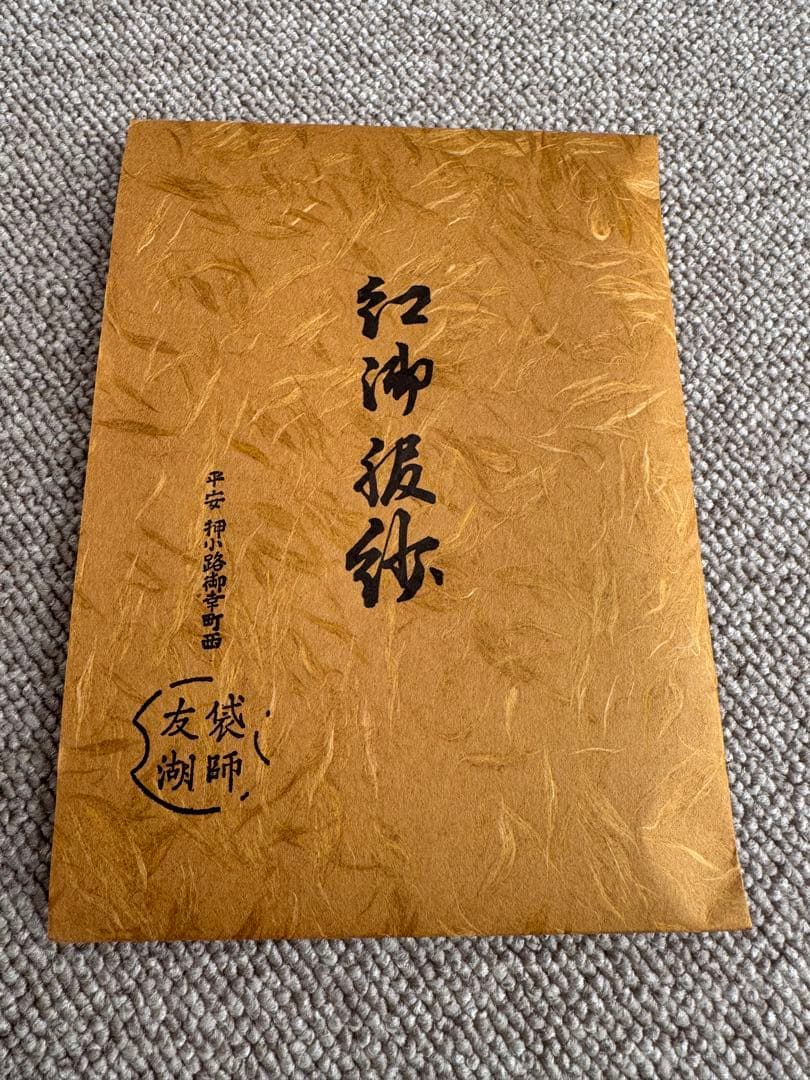 紅御服紗
平安 押小路御幸町西
袋師
友湖